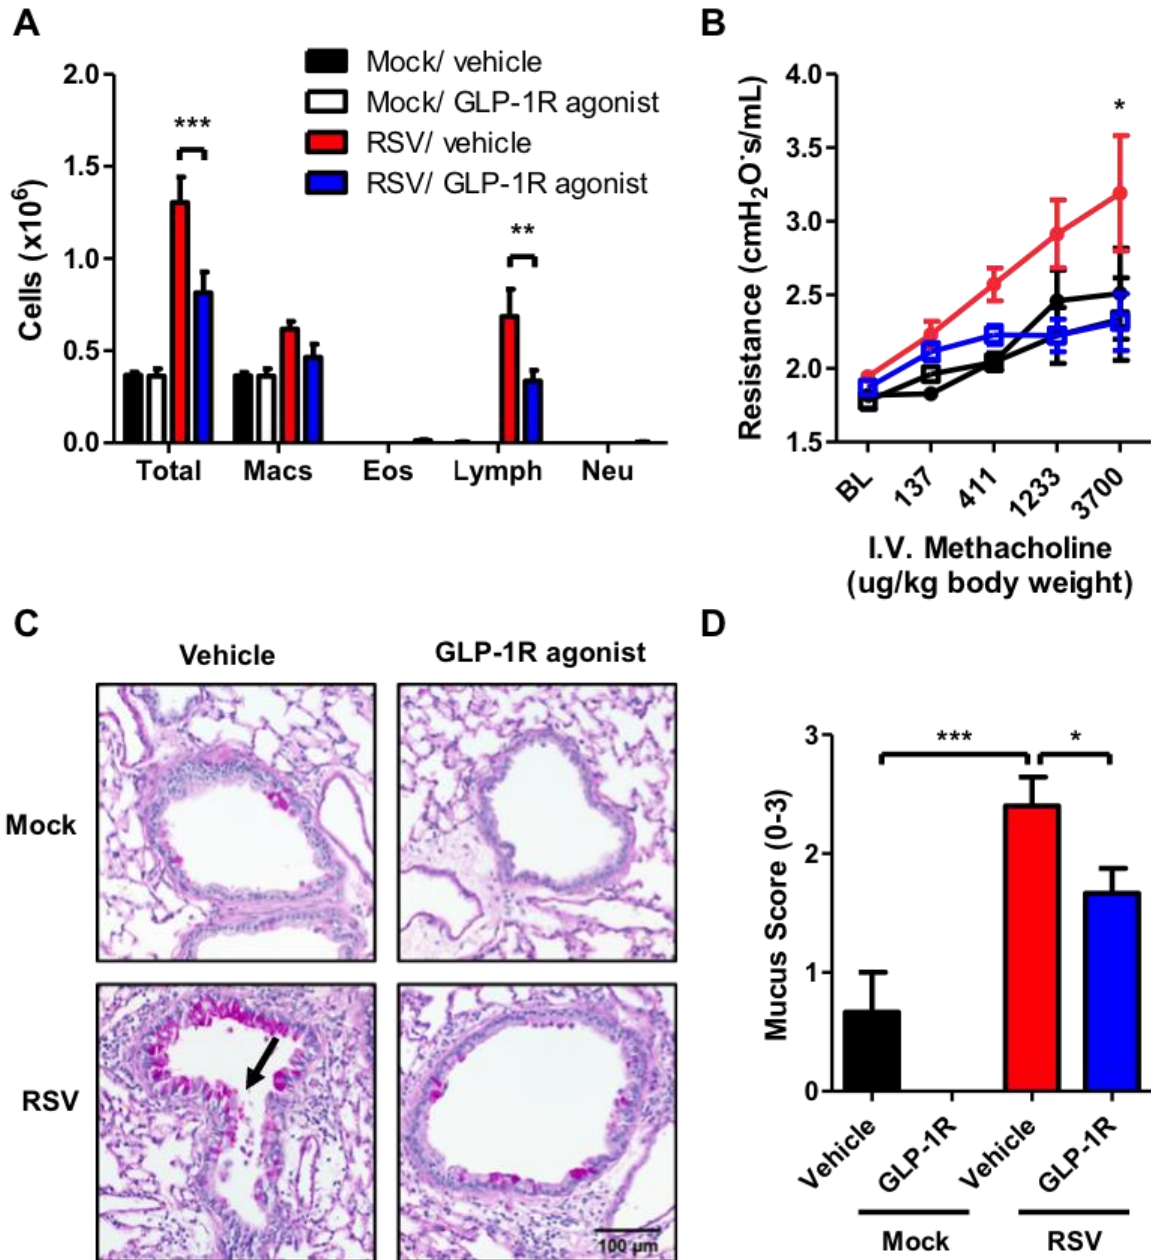 A
Mock/ vehicle
Mock/ GLP-1R agonist
RSV/ vehicle
RSV/ GLP-1R agonist
Cells (x10⁶)
2.0
1.5
1.0
0.5
0.0
***
**
Total Macs Eos Lymph Neu
B
Resistance (cmH₂O·s/mL)
4.0
3.5
3.0
2.5
2.0
1.5
*
BL 137 411 1233 3700
I.V. Methacholine
(ug/kg body weight)
C
Vehicle GLP-1R agonist
Mock
RSV
100 µm
D
Mucus Score (0-3)
3
2
1
0
*** *
Vehicle GLP-1R Vehicle GLP-1R
Mock RSV